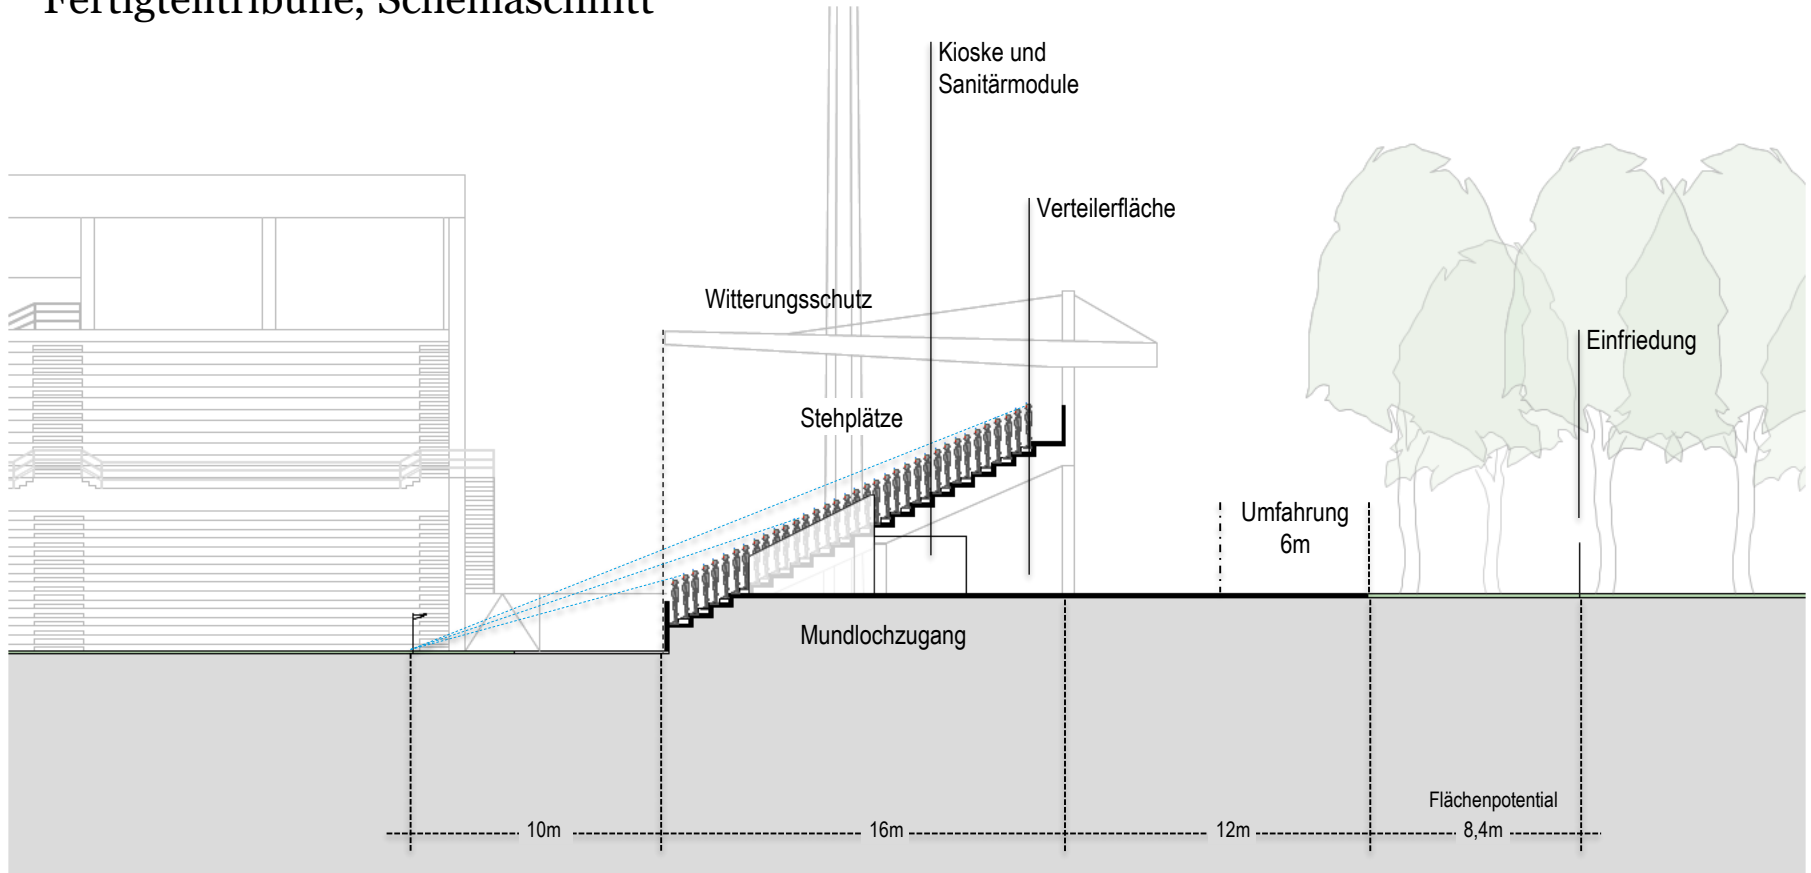 Fertigteiltribüne, Schemaschnitt
Kioske und
Sanitärmodule
Verteilerfläche
Witterungsschutz
Einfriedung
Stehplätze
Umfahrung
6m
Mundlochzugang
Flächenpotential
10m
16m
12m
8,4m